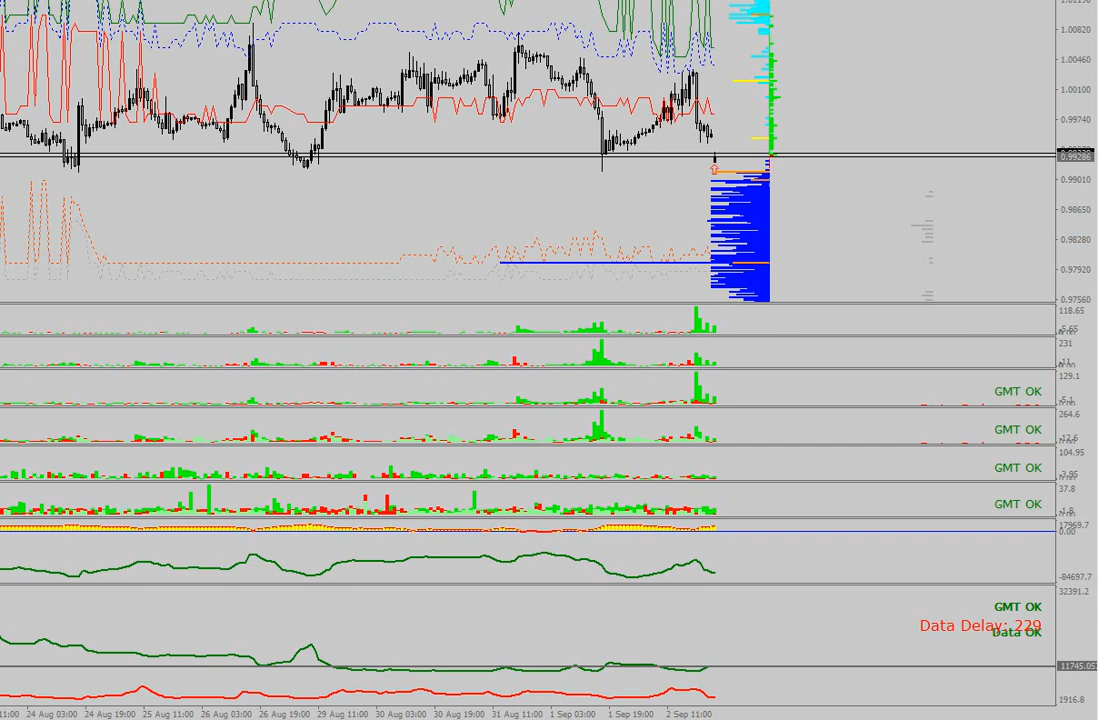 1.00820
1.00460
1.00100
0.99740
0.99286
0.99010
0.98650
0.98280
0.97920
0.97560
118.65
231
129.1
GMT OK
264.6
GMT OK
104.95
GMT OK
37.8
GMT OK
17969.7
0.00
-84697.7
32391.2
GMT OK
Data Delay: 229
Data OK
11745.05
1916.8
11:00 24 Aug 03:00 24 Aug 19:00 25 Aug 11:00 26 Aug 03:00 26 Aug 19:00 29 Aug 11:00 30 Aug 03:00 30 Aug 19:00 31 Aug 11:00 1 Sep 03:00 1 Sep 19:00 2 Sep 11:00